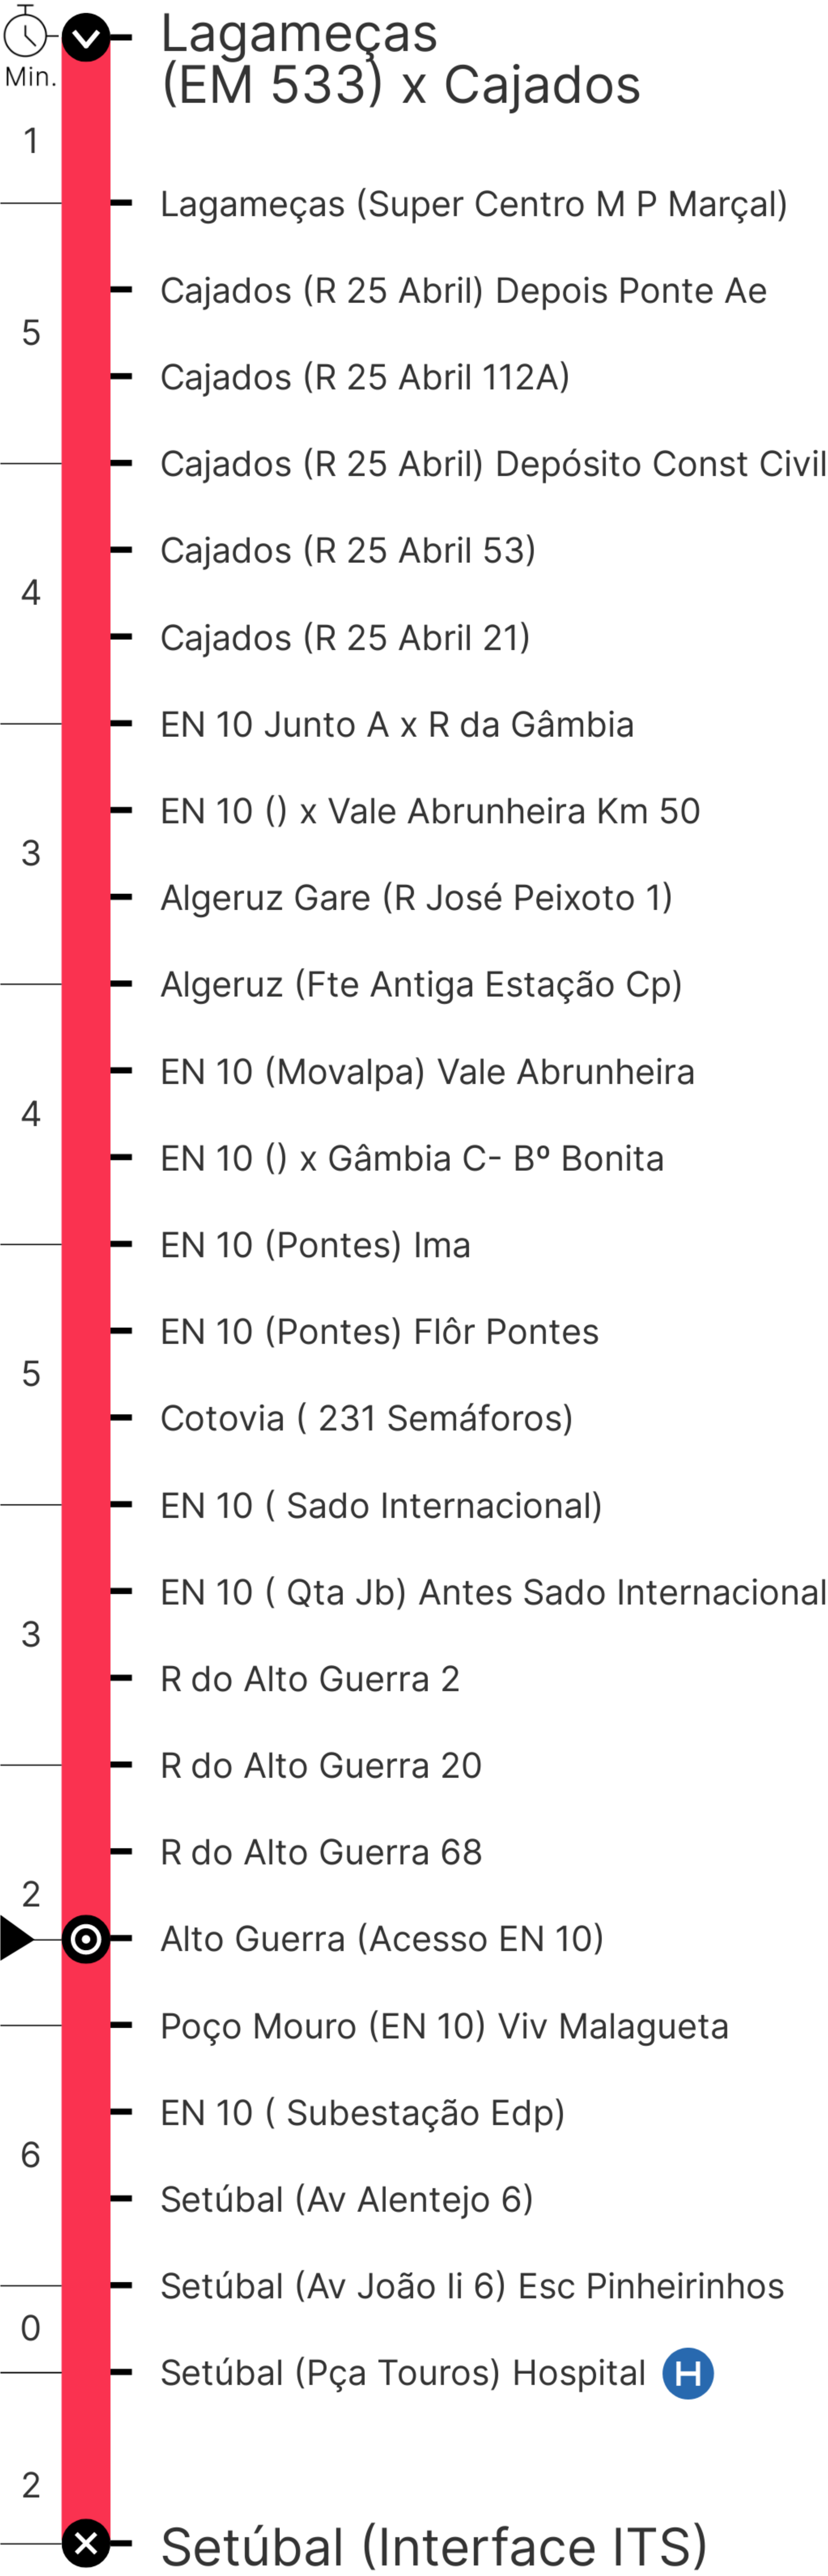 Lagameças
(EM 533) x Cajados
Min.
1
Lagameças (Super Centro M P Marçal)
Cajados (R 25 Abril) Depois Ponte Ae
5
Cajados (R 25 Abril 112A)
Cajados (R 25 Abril) Depósito Const Civil
Cajados (R 25 Abril 53)
4
Cajados (R 25 Abril 21)
EN 10 Junto A x R da Gâmbia
EN 10 () x Vale Abrunheira Km 50
3
Algeruz Gare (R José Peixoto 1)
Algeruz (Fte Antiga Estação Cp)
EN 10 (Movalpa) Vale Abrunheira
4
EN 10 () x Gâmbia C- Bº Bonita
EN 10 (Pontes) Ima
EN 10 (Pontes) Flôr Pontes
5
Cotovia ( 231 Semáforos)
EN 10 ( Sado Internacional)
EN 10 ( Qta Jb) Antes Sado Internacional
3
R do Alto Guerra 2
R do Alto Guerra 20
R do Alto Guerra 68
2
Alto Guerra (Acesso EN 10)
Poço Mouro (EN 10) Viv Malagueta
EN 10 ( Subestação Edp)
6
Setúbal (Av Alentejo 6)
Setúbal (Av João Ii 6) Esc Pinheirinhos
0
Setúbal (Pça Touros) Hospital H
2
Setúbal (Interface ITS)